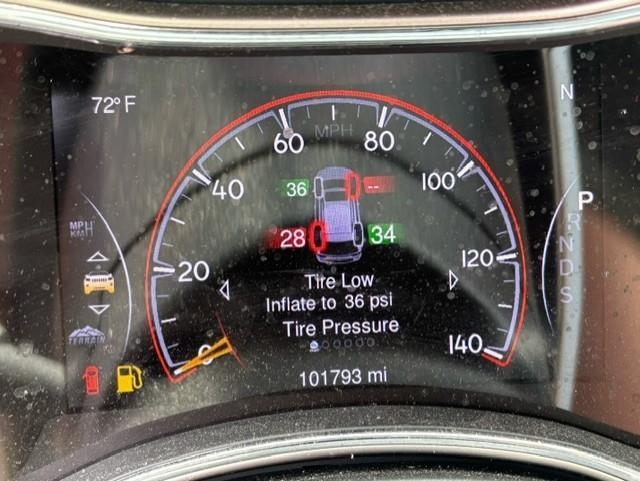 72° F
N
MPH
60
80
40
100
36
--
P
MPH
KM/H
R
28
34
N
20
120
D
Tire Low
S
Inflate to 36 psi
Tire Pressure
TERRAIN
0
140
101793 mi